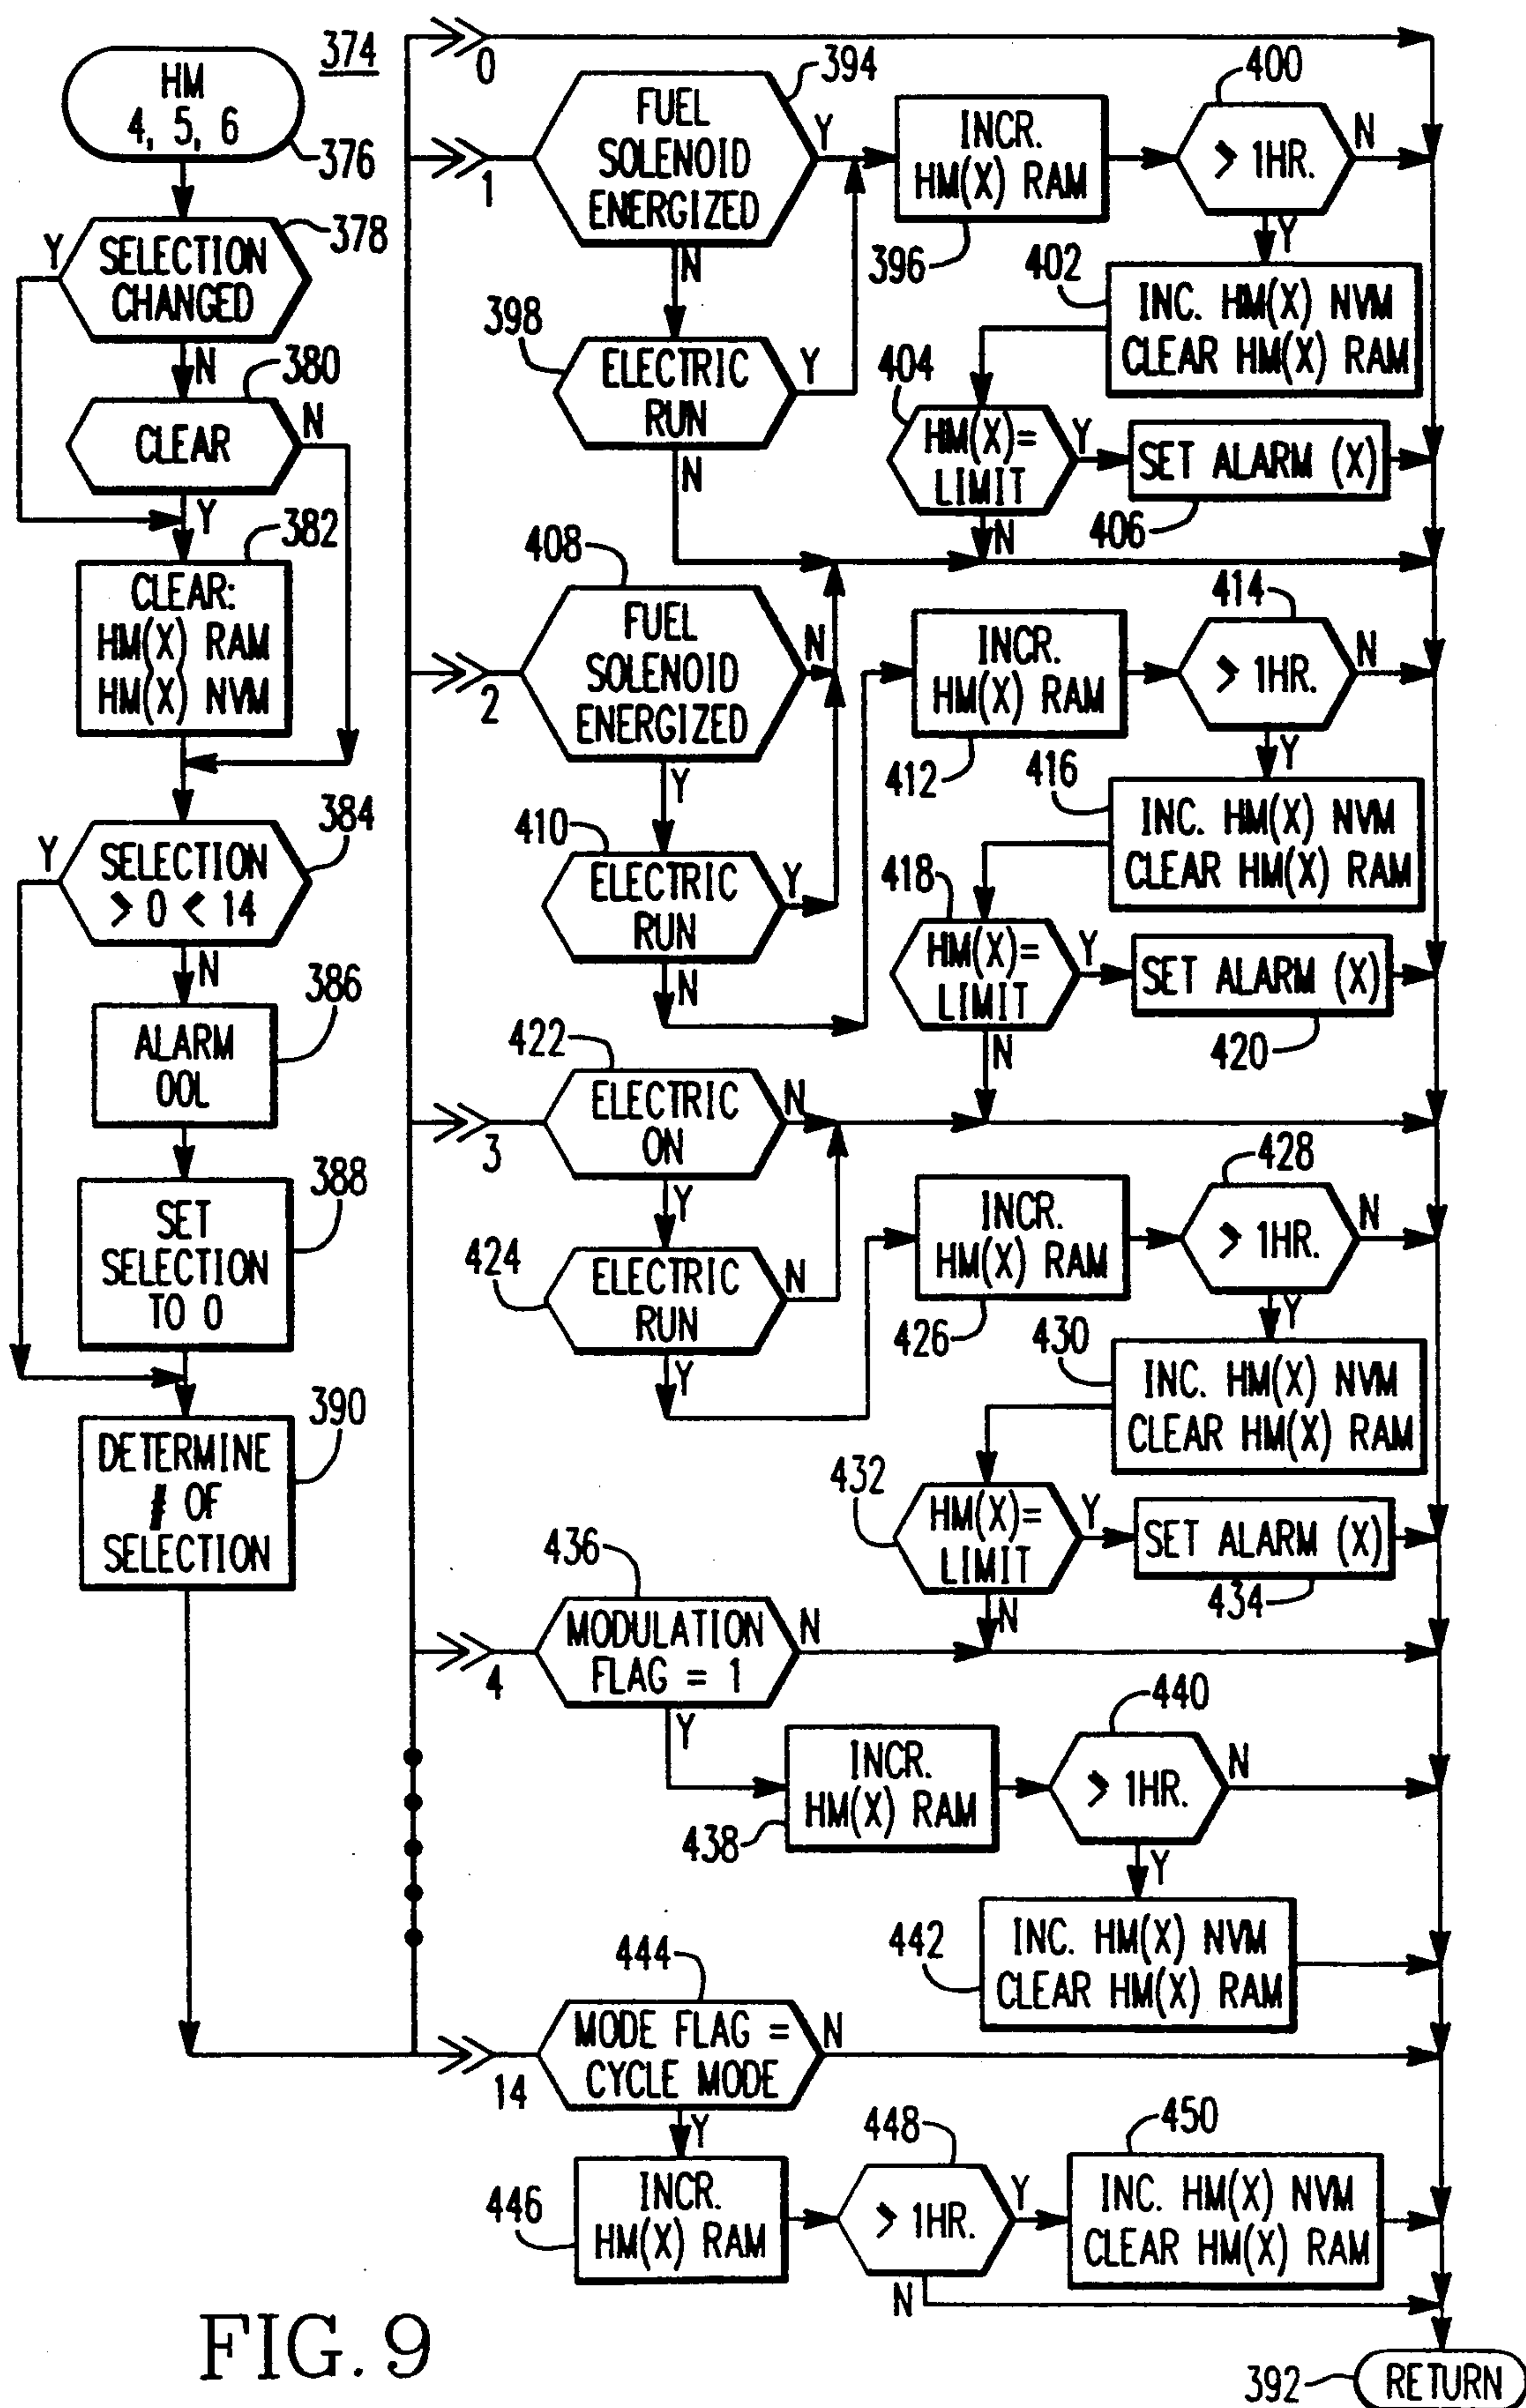 374
HM
4, 5, 6
376
SELECTION
CHANGED
378
Y
N
380
CLEAR
N
Y
382
CLEAR:
HM(X) RAM
HM(X) NVM
384
Y
SELECTION
> 0 < 14
N
386
ALARM
OOL
388
SET
SELECTION
TO 0
390
DETERMINE
# OF
SELECTION
0
1
394
FUEL
SOLENOID
ENERGIZED
Y
N
INCR.
HM(X) RAM
396
400
> 1HR.
N
Y
398
ELECTRIC
RUN
Y
N
402
INC. HM(X) NVM
CLEAR HM(X) RAM
404
HM(X)=
LIMIT
Y
N
SET ALARM (X)
406
2
408
FUEL
SOLENOID
ENERGIZED
N
Y
410
ELECTRIC
RUN
Y
N
INCR.
HM(X) RAM
412
414
> 1HR.
N
Y
416
INC. HM(X) NVM
CLEAR HM(X) RAM
418
HM(X)=
LIMIT
Y
N
SET ALARM (X)
420
3
422
ELECTRIC
ON
N
Y
424
ELECTRIC
RUN
N
Y
INCR.
HM(X) RAM
426
428
> 1HR.
N
Y
430
INC. HM(X) NVM
CLEAR HM(X) RAM
432
HM(X)=
LIMIT
Y
N
SET ALARM (X)
434
4
436
MODULATION
FLAG = 1
N
Y
INCR.
HM(X) RAM
438
440
> 1HR.
N
Y
442
INC. HM(X) NVM
CLEAR HM(X) RAM
14
444
MODE FLAG =
CYCLE MODE
N
Y
446
INCR.
HM(X) RAM
448
> 1HR.
Y
N
450
INC. HM(X) NVM
CLEAR HM(X) RAM
392
RETURN
FIG. 9